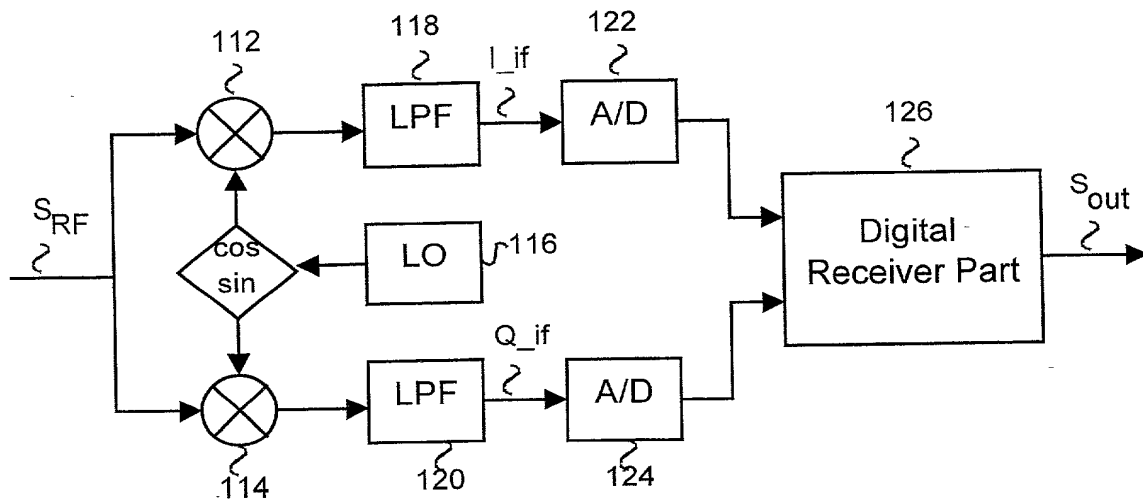 112
118
I_if
122
LPF
A/D
126
S_RF
cos
sin
LO
116
Digital
Receiver Part
S_out
Q_if
LPF
A/D
114
120
124